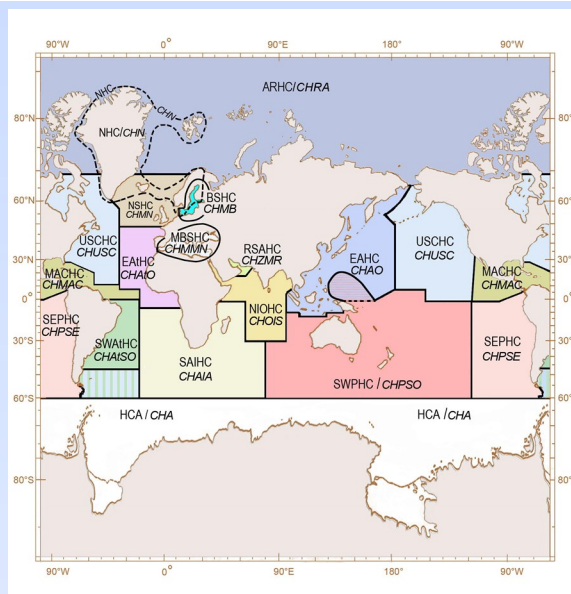 90°W 0° 90°E 180° 90°W
ARHC/CHRA
80°N 80°N
NHC
CHN
NHC/CHN
60°N 60°N
NSHC
CHMN
BSHC
CHMB
USCHC
CHUSC
MBSHC
CHMMN
RSAHC
CHZMR
EAHC
CHAO
USCHC
CHUSC
30°N 30°N
EAtHC
CHAtO
MACHC
CHMAC
MACHC
CHMAC
0° 0°
NIOHC
CHOIS
SEPHC
CHPSE
SWAtHC
CHAtSO
SEPHC
CHPSE
30°S 30°S
SAIHC
CHAIA
SWPHC / CHPSO
60°S 60°S
HCA / CHA HCA / CHA
80°S 80°S
90°W 0° 90°E 180° 90°W